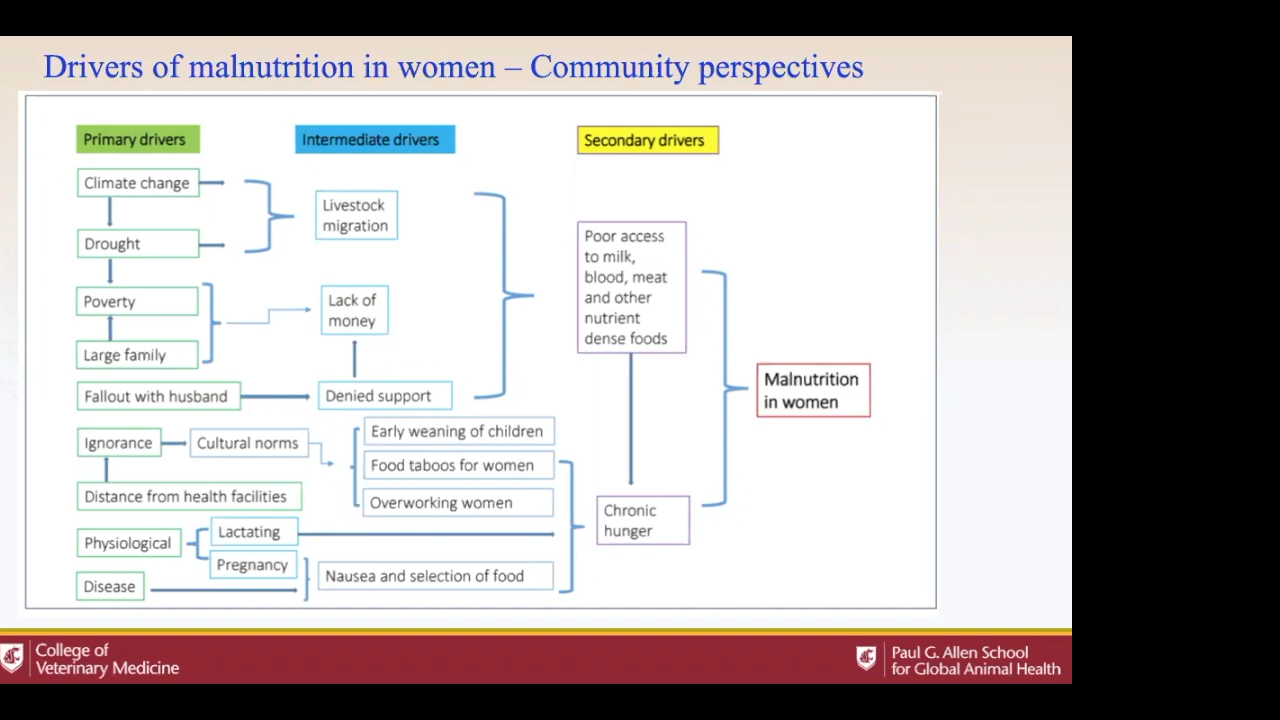 Drivers of malnutrition in women – Community perspectives
Primary drivers
Intermediate drivers
Secondary drivers
Climate change
Livestock
migration
Drought
Poor access
to milk,
blood, meat
and other
nutrient
dense foods
Poverty
Lack of
money
Large family
Malnutrition
in women
Fallout with husband
Denied support
Ignorance
Cultural norms
Early weaning of children
Food taboos for women
Overworking women
Distance from health facilities
Chronic
hunger
Physiological
Lactating
Pregnancy
Disease
Nausea and selection of food
College of
Veterinary Medicine
Paul G. Allen School
for Global Animal Health